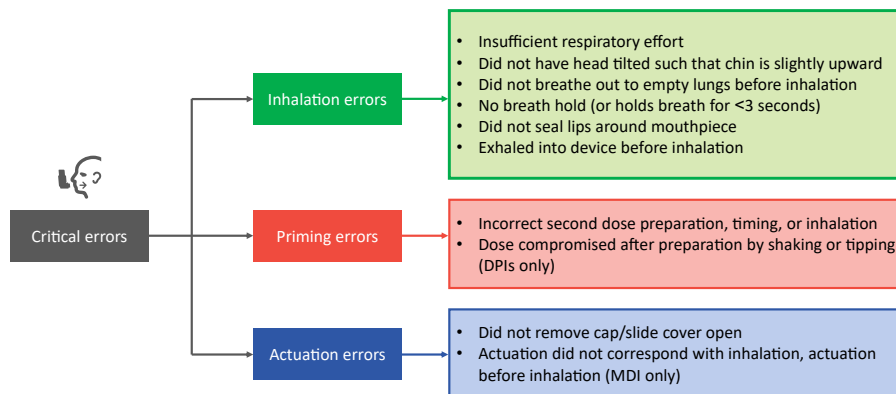 Critical errors
Inhalation errors
• Insufficient respiratory effort
• Did not have head tilted such that chin is slightly upward
• Did not breathe out to empty lungs before inhalation
• No breath hold (or holds breath for <3 seconds)
• Did not seal lips around mouthpiece
• Exhaled into device before inhalation
Priming errors
• Incorrect second dose preparation, timing, or inhalation
• Dose compromised after preparation by shaking or tipping
(DPIs only)
Actuation errors
• Did not remove cap/slide cover open
• Actuation did not correspond with inhalation, actuation
before inhalation (MDI only)